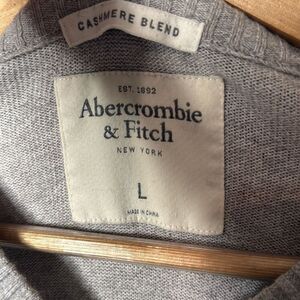 CASHMERE BLEND
EST. 1892
Abercrombie
& Fitch
NEW YORK
L
MADE IN CHINA